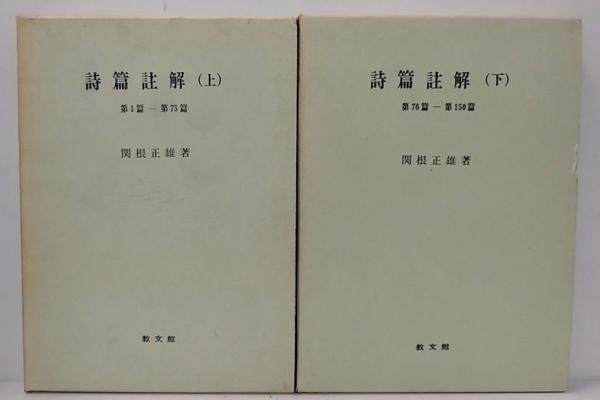 詩篇註解（上）
第1篇 — 第75篇
関根正雄著
教文館
詩篇註解（下）
第76篇 — 第150篇
関根正雄著
教文館